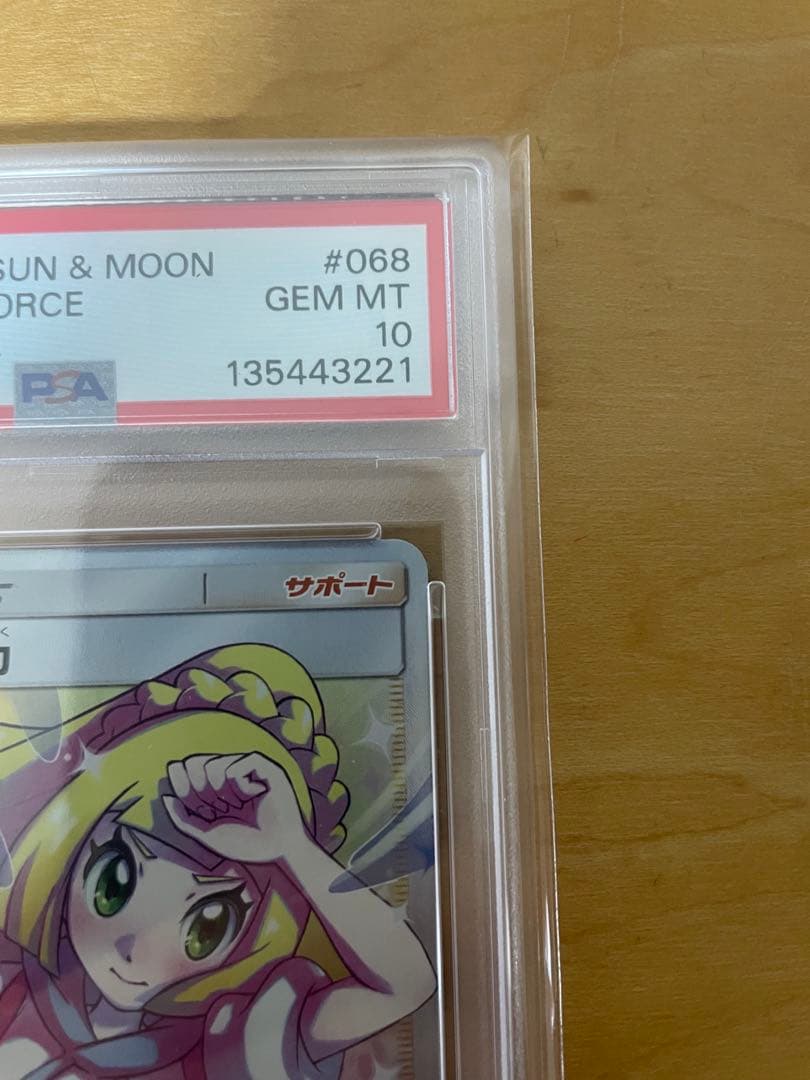 SUN & MOON #068
ORCE GEM MT
10
PSA 135443221
サポート